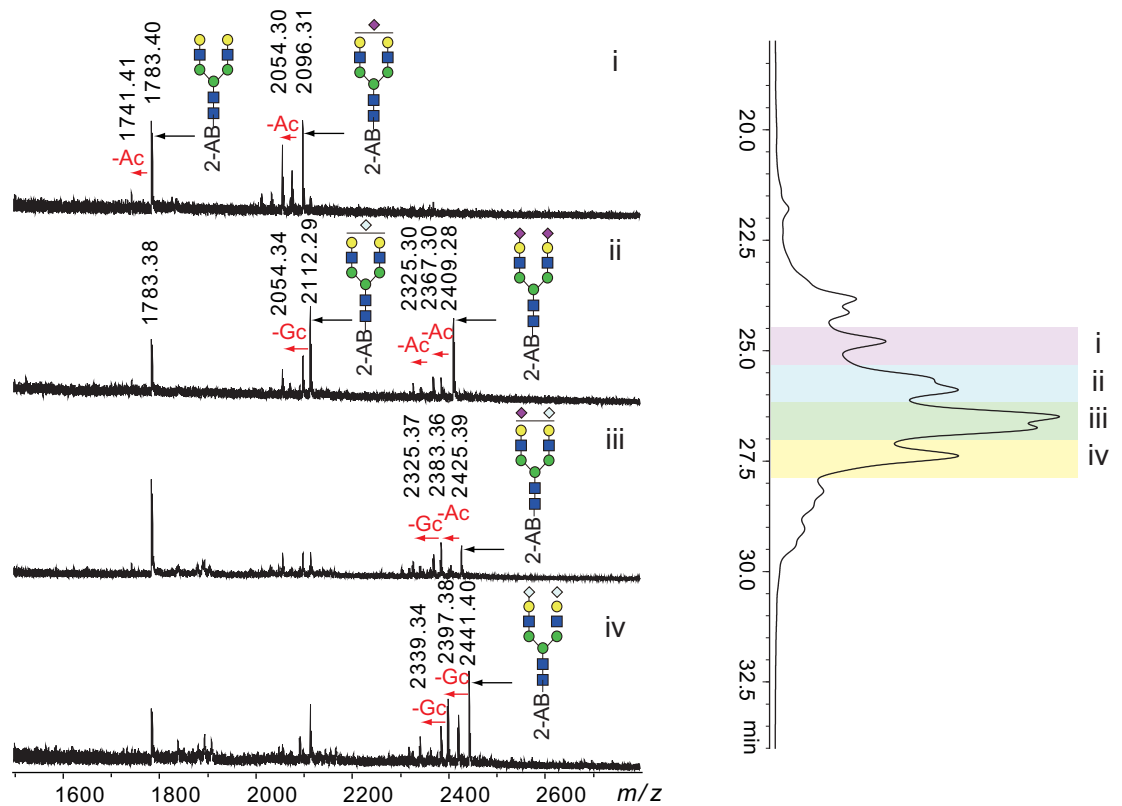 1741.41
1783.40
2054.30
2096.31
i
-Ac
-Ac
2-AB
2-AB
1783.38
2054.34
2112.29
2325.30
2367.30
2409.28
ii
-Gc
-Ac
-Ac
2-AB
2-AB
2325.37
2383.36
2425.39
iii
-Gc
-Ac
2-AB
2339.34
2397.38
2441.40
iv
-Gc
-Gc
2-AB
1600 1800 2000 2200 2400 2600 m/z
20.0
22.5
25.0
27.5
30.0
32.5
min
i
ii
iii
iv